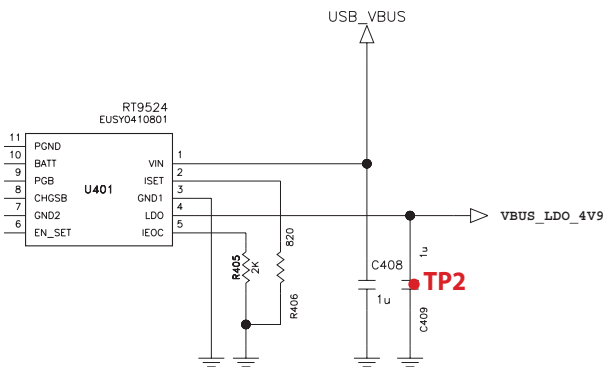 USB_VBUS
RT9524
EUSY0410801
11 PGND
10 BATT
9 PGB
8 CHGSB
7 GND2
6 EN_SET
U401
VIN 1
ISET 2
GND1 3
LDO 4
IEOC 5
VBUS_LDO_4V9
R405
2K
820
R406
C408
1u
1u
TP2
C409